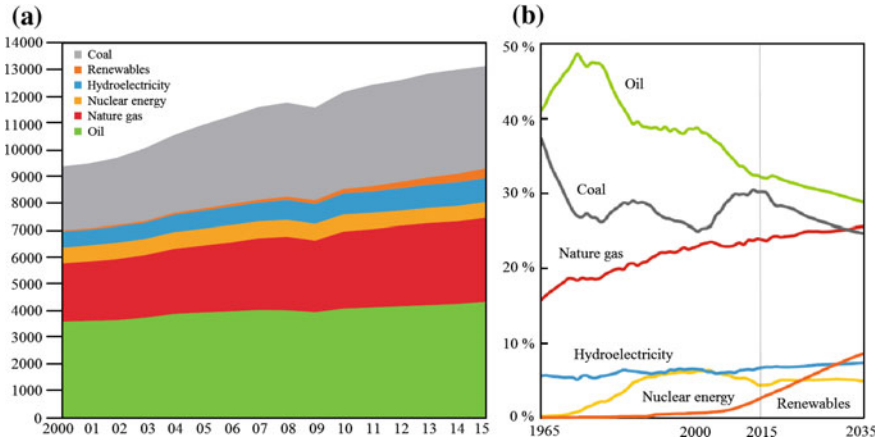 (a)
14000
13000
12000
11000
10000
9000
8000
7000
6000
5000
4000
3000
2000
1000
0
Coal
Renewables
Hydroelectricity
Nuclear energy
Nature gas
Oil
2000 01 02 03 04 05 06 07 08 09 10 11 12 13 14 15
(b)
50 %
40 %
30 %
20 %
10 %
0 %
Oil
Coal
Nature gas
Hydroelectricity
Nuclear energy
Renewables
1965 2000 2015 2035